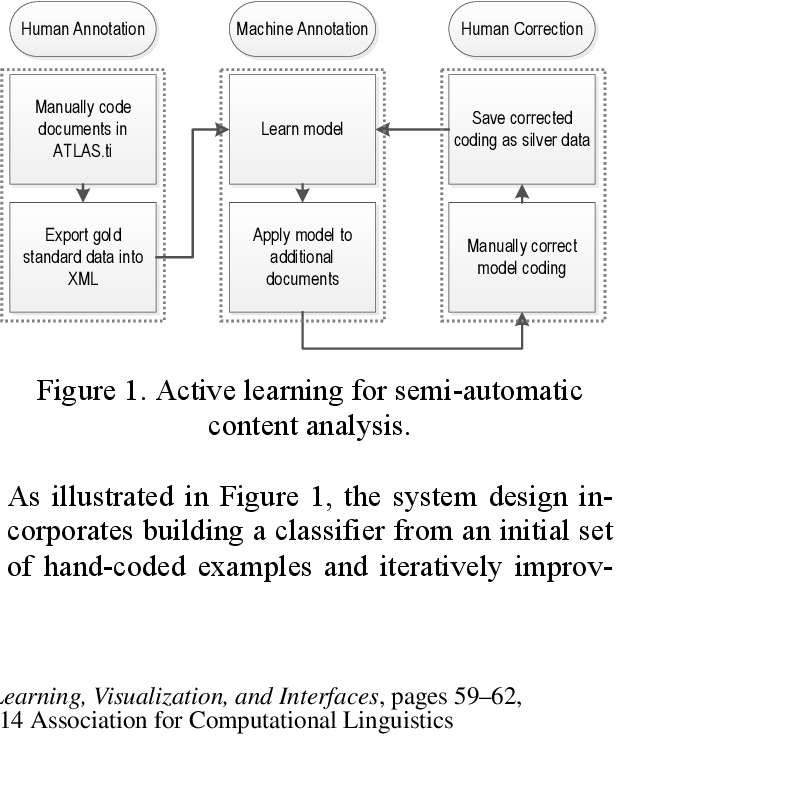 Human Annotation
Machine Annotation
Human Correction
Manually code
documents in
ATLAS.ti
Export gold
standard data into
XML
Learn model
Apply model to
additional
documents
Save corrected
coding as silver data
Manually correct
model coding
Figure 1. Active learning for semi-automatic
content analysis.
As illustrated in Figure 1, the system design in-
corporates building a classifier from an initial set
of hand-coded examples and iteratively improv-
Learning, Visualization, and Interfaces, pages 59–62,
14 Association for Computational Linguistics